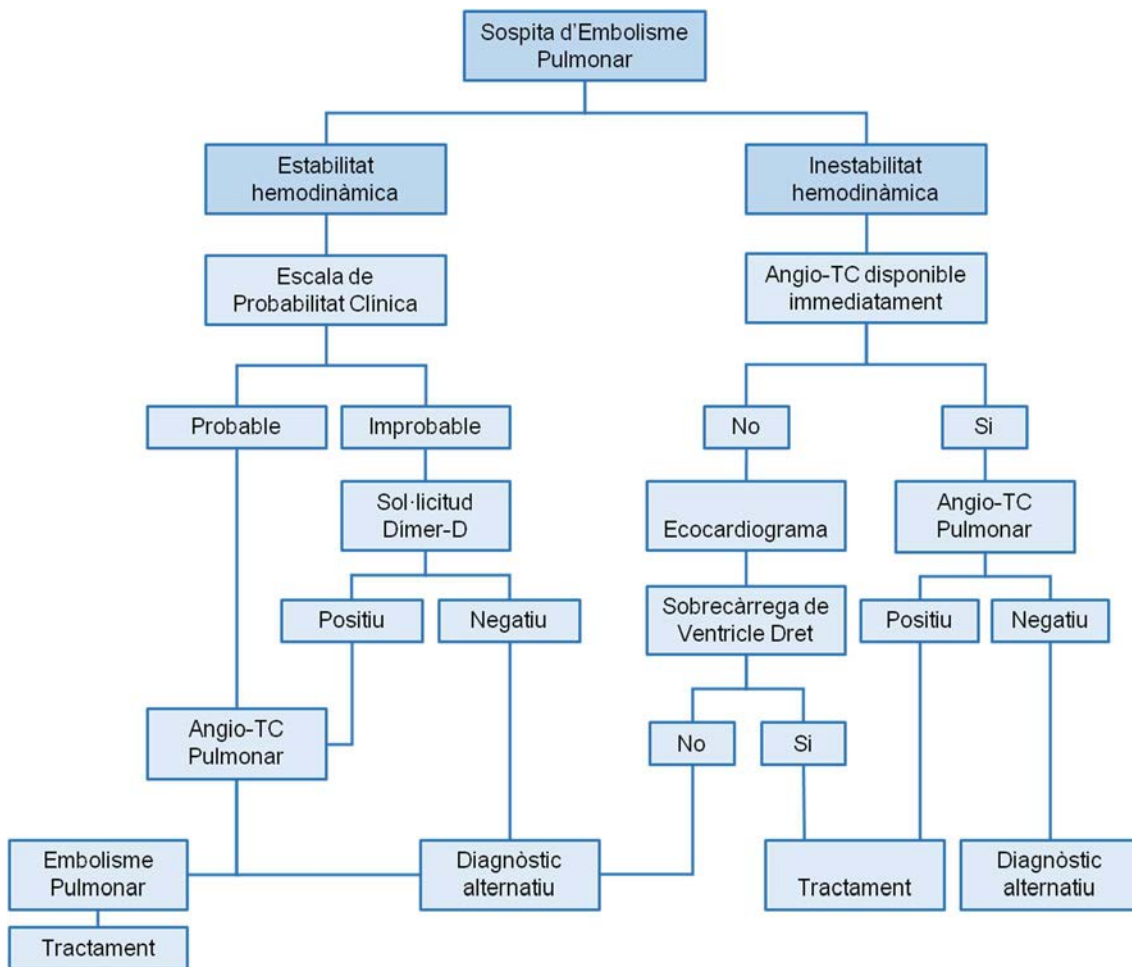 Sospita d’Embolisme
Pulmonar
Estabilitat
hemodinàmica
Inestabilitat
hemodinàmica
Escala de
Probabilitat Clínica
Angio-TC disponible
immediatament
Probable
Improbable
No
Si
Sol·licitud
Dímer-D
Ecocardiograma
Angio-TC
Pulmonar
Positiu
Negatiu
Sobrecàrrega de
Ventricle Dret
Positiu
Negatiu
Angio-TC
Pulmonar
No
Si
Embolisme
Pulmonar
Diagnòstic
alternatiu
Tractament
Diagnòstic
alternatiu
Tractament